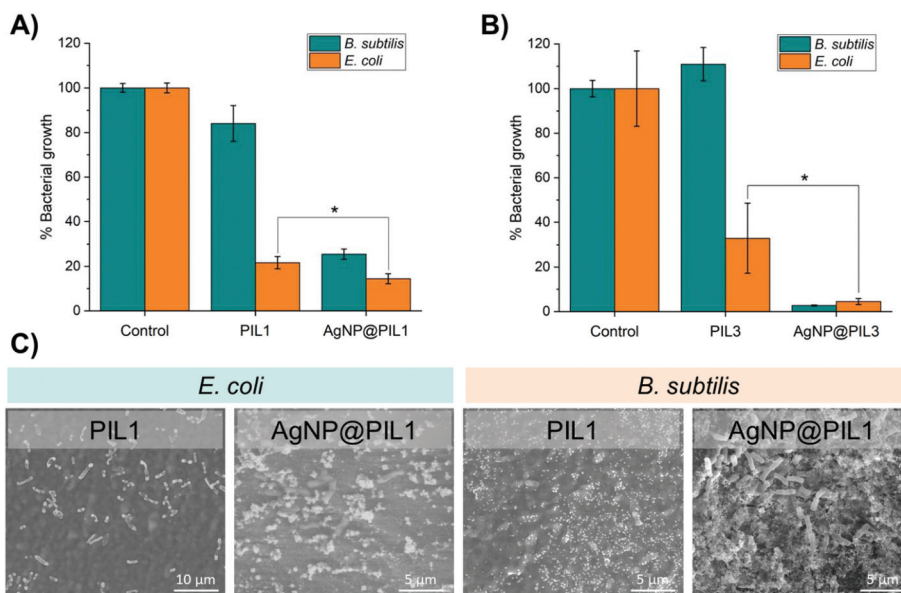 A)
B. subtilis
E. coli
% Bacterial growth
120
100
80
60
40
20
0
*
Control
PIL1
AgNP@PIL1
B)
B. subtilis
E. coli
% Bacterial growth
120
100
80
60
40
20
0
*
Control
PIL3
AgNP@PIL3
C)
E. coli
B. subtilis
PIL1
AgNP@PIL1
PIL1
AgNP@PIL1
10 µm
5 µm
5 µm
5 µm